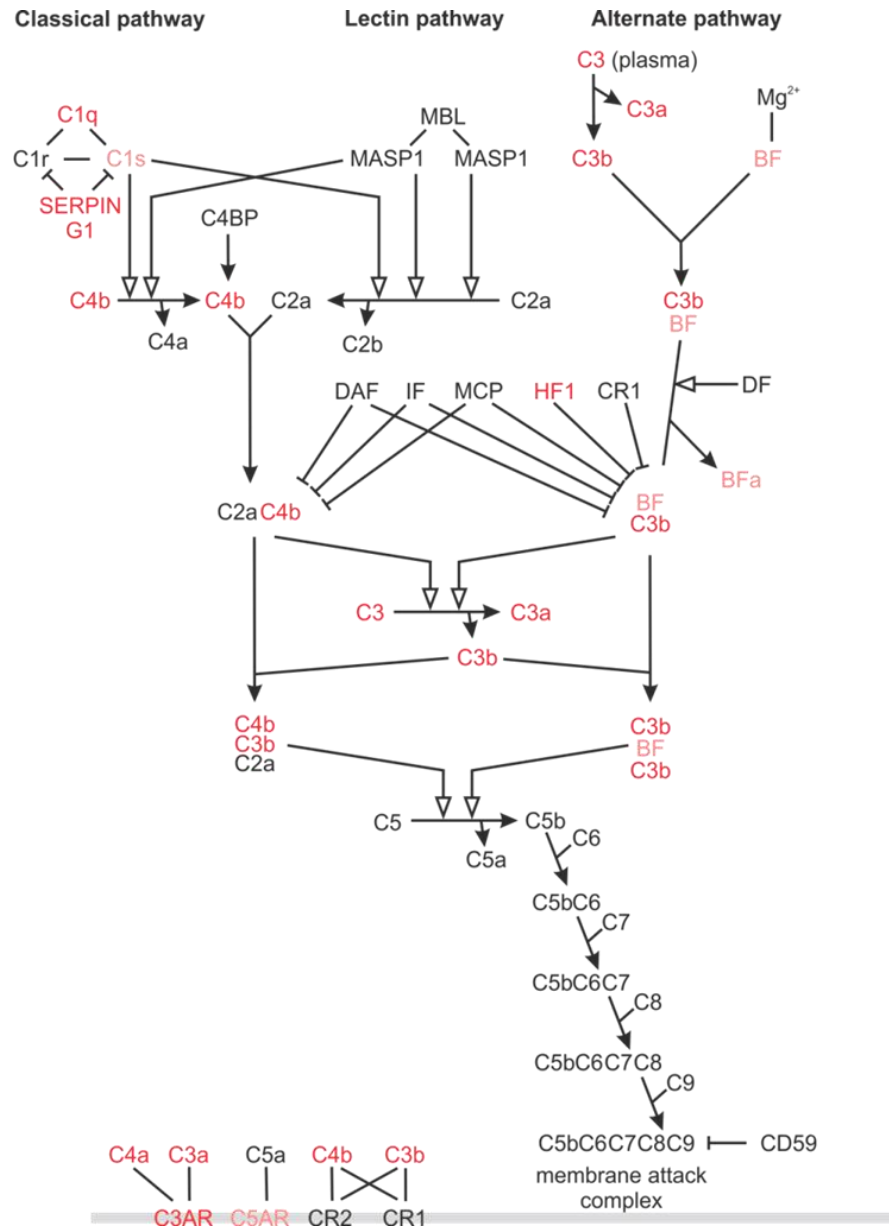 Classical pathway
Lectin pathway
Alternate pathway
C3 (plasma)
C3a
Mg2+
C1q
MBL
C1r
C1s
MASP1
MASP1
C3b
BF
SERPIN
G1
C4BP
C4b
C4b
C2a
C2a
C3b
BF
C4a
C2b
DAF
IF
MCP
HF1
CR1
DF
BFa
C2a C4b
BF
C3b
C3
C3a
C3b
C4b
C3b
C2a
C3b
BF
C3b
C5
C5b
C6
C5a
C5bC6
C7
C5bC6C7
C8
C5bC6C7C8
C9
C5bC6C7C8C9
CD59
membrane attack
complex
C4a
C3a
C5a
C4b
C3b
C3AR
C5AR
CR2
CR1